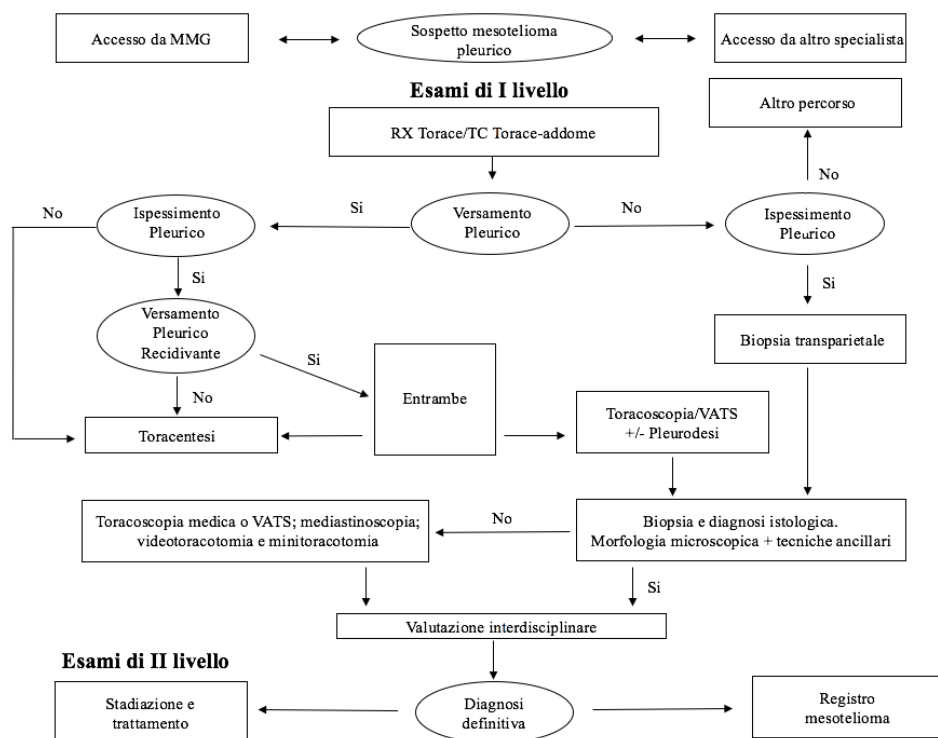 Accesso da MMG
Sospetto mesotelioma
pleurico
Accesso da altro specialista
Esami di I livello
Altro percorso
RX Torace/TC Torace-addome
No
No
Ispessimento
Pleurico
Si
Versamento
Pleurico
No
Ispessimento
Pleurico
Si
Si
Versamento
Pleurico
Recidivante
Si
Biopsia transparietale
No
Entrambe
Toracoscopia/VATS
+/- Pleurodesi
Toracentesi
Toracoscopia medica o VATS; mediastinoscopia;
videotoracotomia e minitoracotomia
No
Biopsia e diagnosi istologica.
Morfologia microscopica + tecniche ancillari
Si
Valutazione interdisciplinare
Esami di II livello
Stadiazione e
trattamento
Diagnosi
definitiva
Registro
mesotelioma